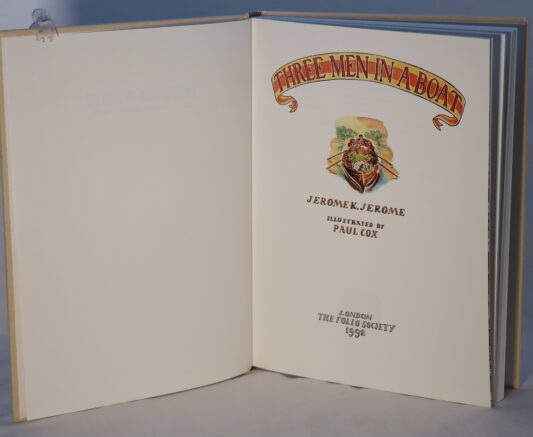 THREE MEN IN A BOAT
JEROME K. JEROME
ILLUSTRATED BY
PAUL COX
LONDON
THE FOLIO SOCIETY
1992